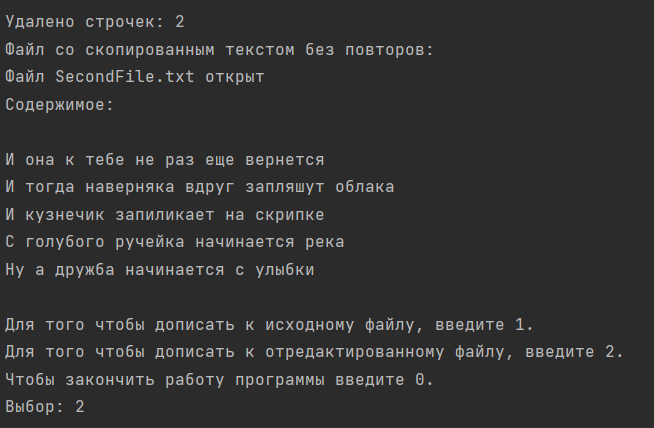 Удалено строчек: 2
Файл со скопированным текстом без повторов:
Файл SecondFile.txt открыт
Содержимое:
И она к тебе не раз еще вернется
И тогда наверняка вдруг запляшут облака
И кузнечик запиликает на скрипке
С голубого ручейка начинается река
Ну а дружба начинается с улыбки
Для того чтобы дописать к исходному файлу, введите 1.
Для того чтобы дописать к отредактированному файлу, введите 2.
Чтобы закончить работу программы введите 0.
Выбор: 2